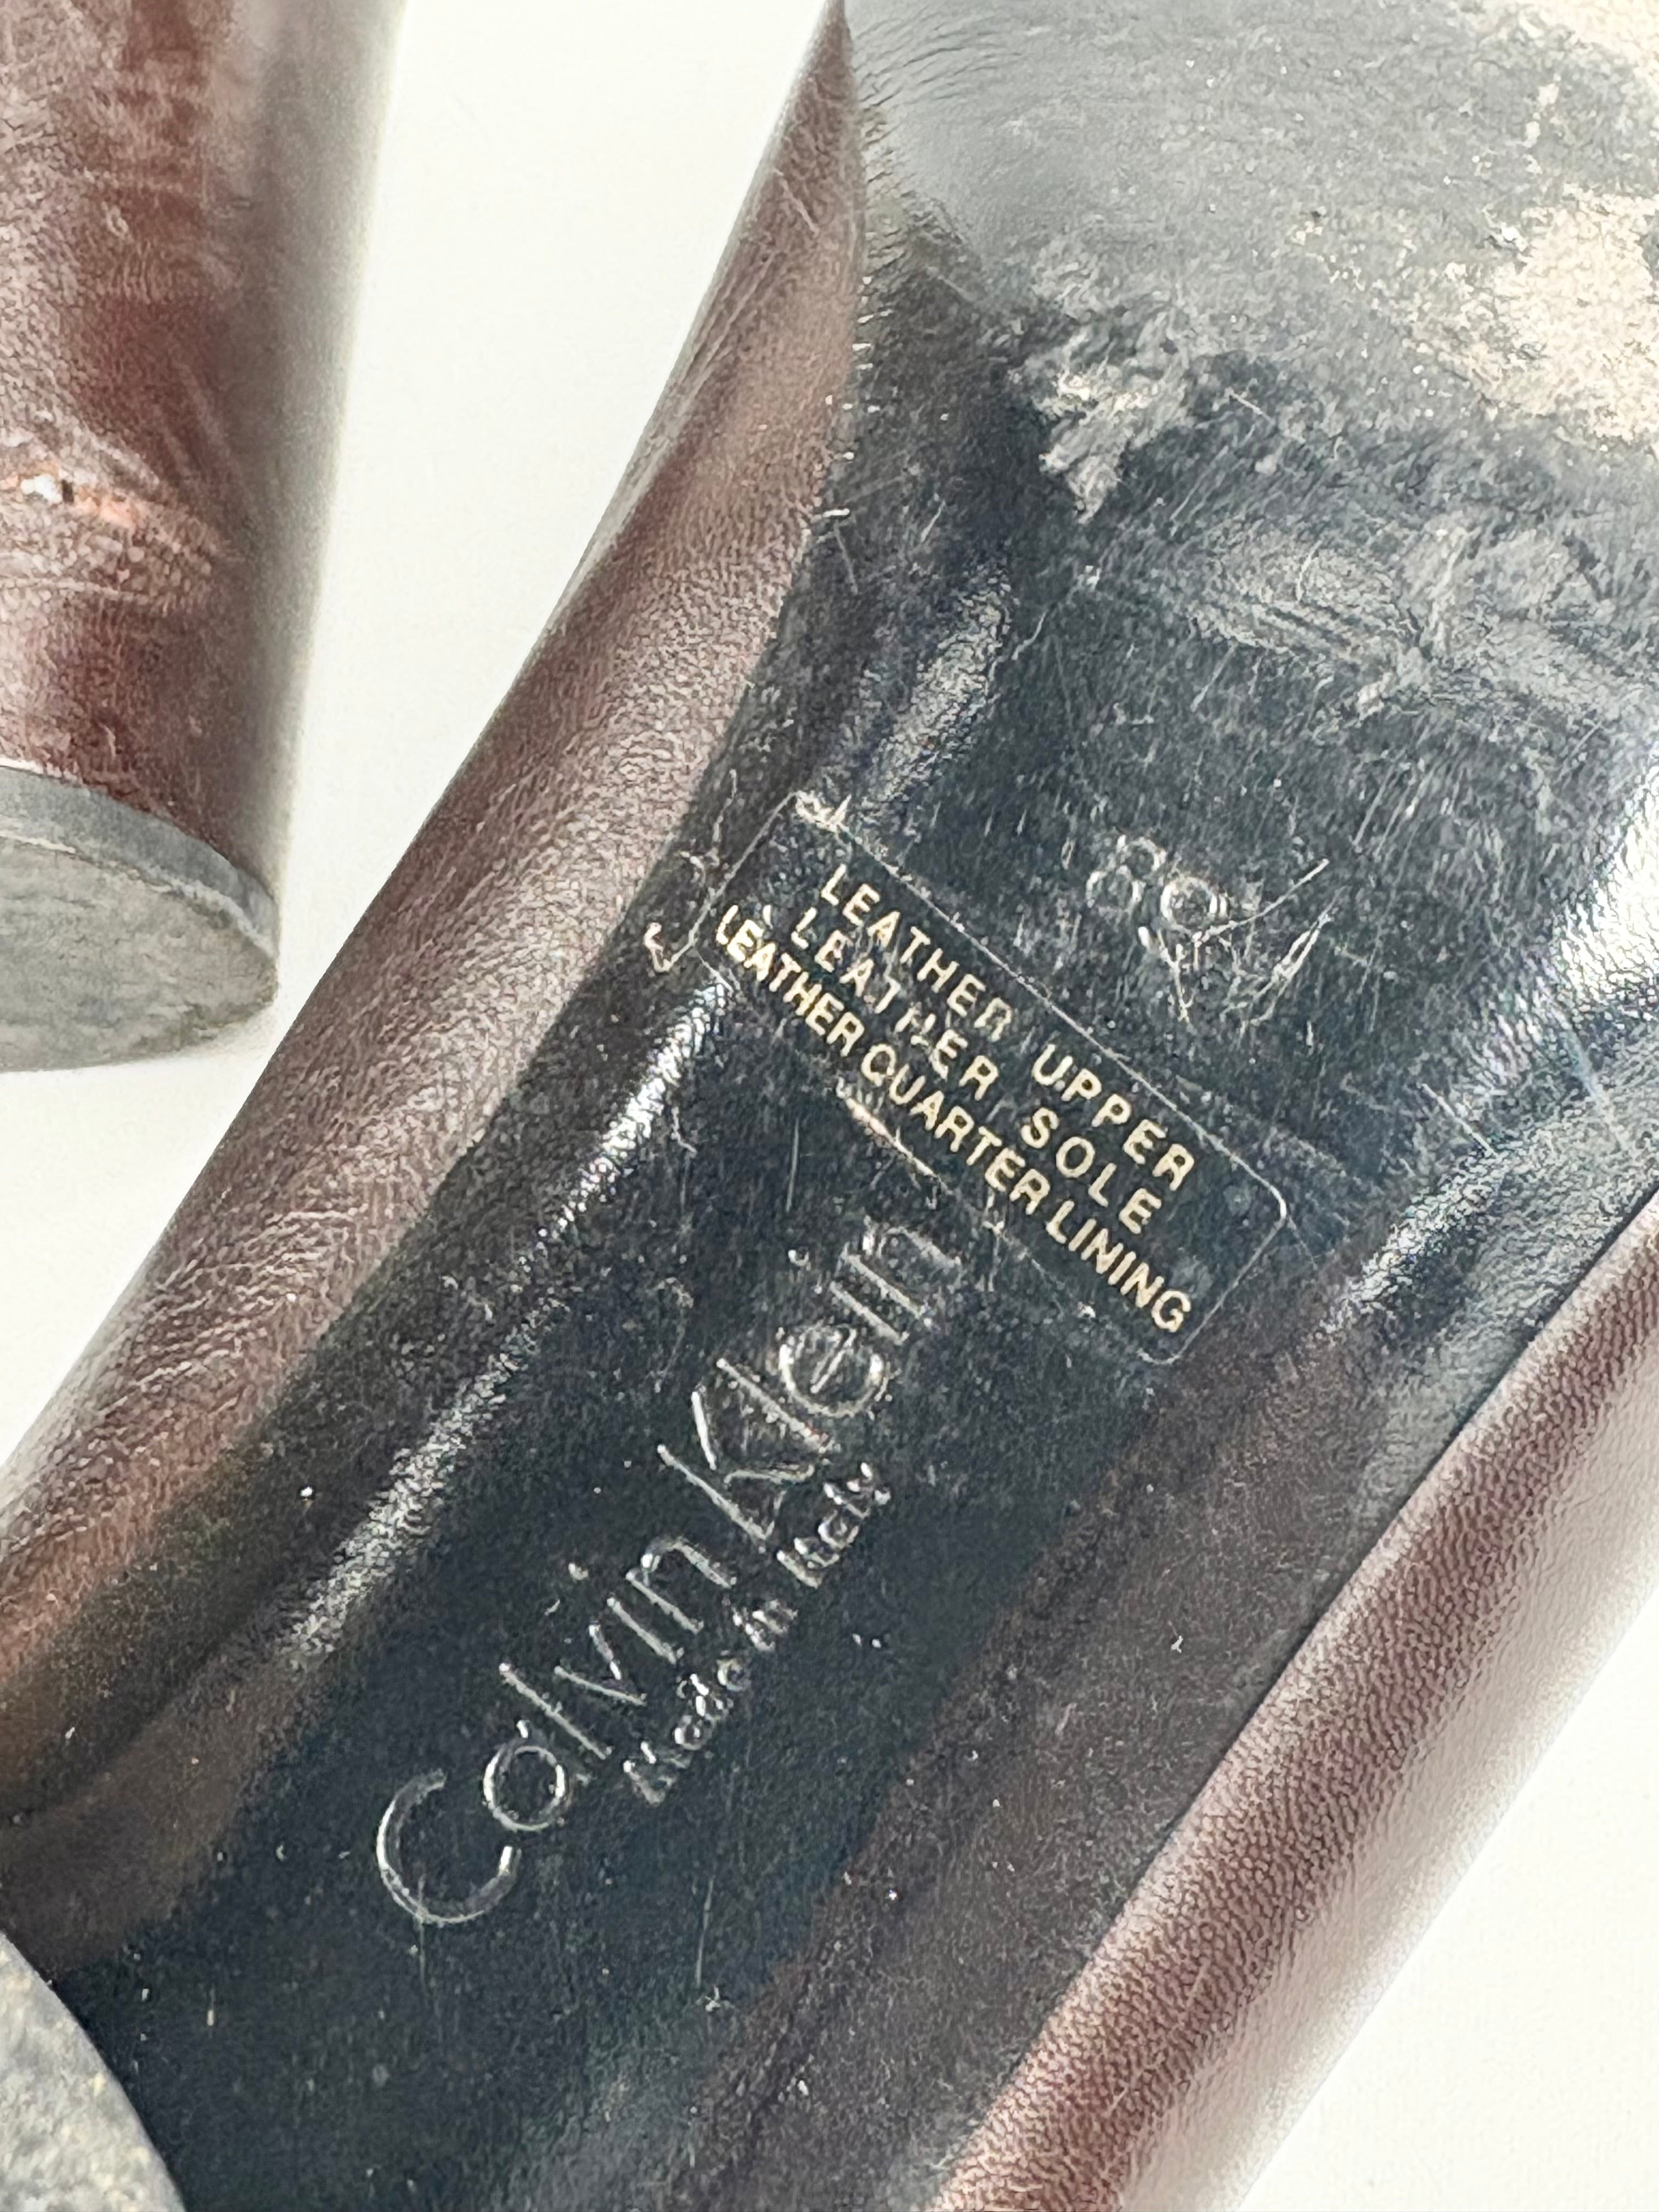 LEATHER UPPER
LEATHER SOLE
LEATHER QUARTER LINING
Calvin Klein
Made in Italy